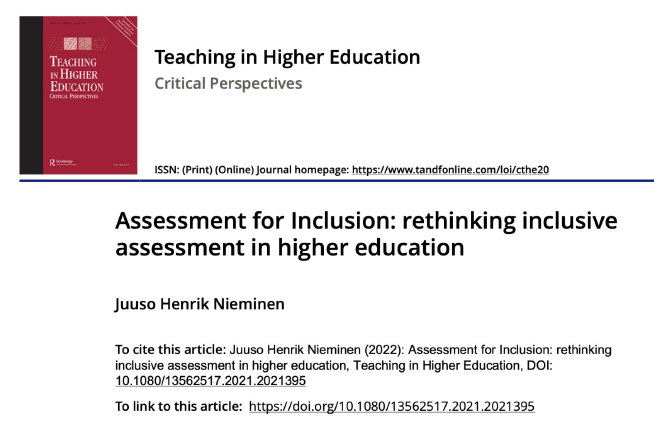 TEACHING
IN HIGHER
EDUCATION
CRITICAL PERSPECTIVES
Routledge
Teaching in Higher Education
Critical Perspectives
ISSN: (Print) (Online) Journal homepage: https://www.tandfonline.com/loi/cthe20
Assessment for Inclusion: rethinking inclusive
assessment in higher education
Juuso Henrik Nieminen
To cite this article: Juuso Henrik Nieminen (2022): Assessment for Inclusion: rethinking
inclusive assessment in higher education, Teaching in Higher Education, DOI:
10.1080/13562517.2021.2021395
To link to this article: https://doi.org/10.1080/13562517.2021.2021395